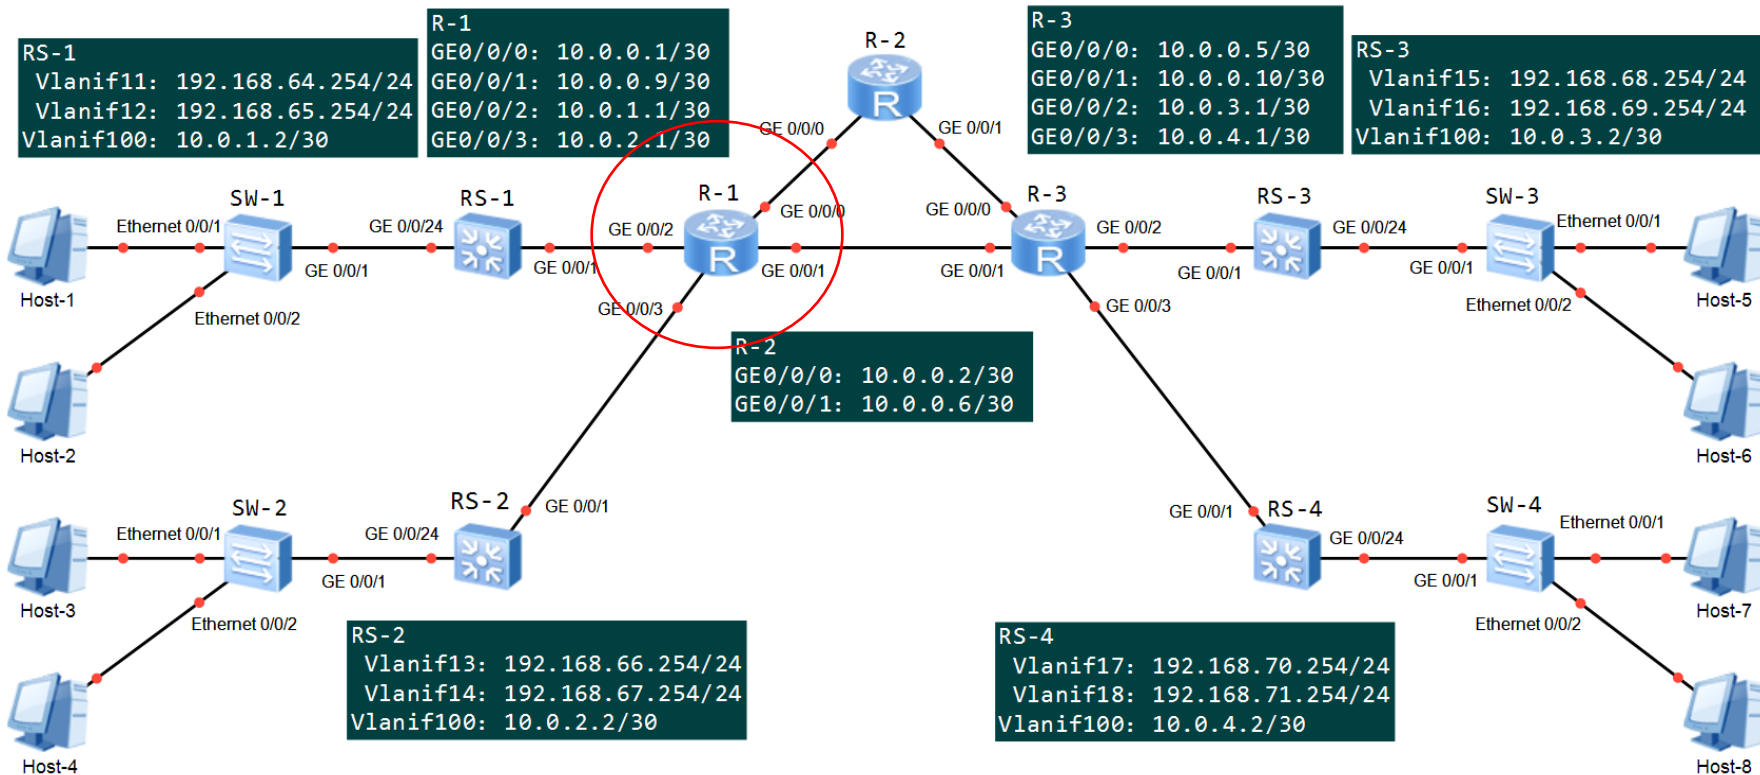 RS-1
Vlanif11: 192.168.64.254/24
Vlanif12: 192.168.65.254/24
Vlanif100: 10.0.1.2/30
R-1
GE0/0/0: 10.0.0.1/30
GE0/0/1: 10.0.0.9/30
GE0/0/2: 10.0.1.1/30
GE0/0/3: 10.0.2.1/30
R-2
R-3
GE0/0/0: 10.0.0.5/30
GE0/0/1: 10.0.0.10/30
GE0/0/2: 10.0.3.1/30
GE0/0/3: 10.0.4.1/30
RS-3
Vlanif15: 192.168.68.254/24
Vlanif16: 192.168.69.254/24
Vlanif100: 10.0.3.2/30
R
GE 0/0/0
GE 0/0/1
SW-1
RS-1
R-1
R-3
RS-3
SW-3
Ethernet 0/0/1
GE 0/0/24
GE 0/0/2
GE 0/0/0
GE 0/0/0
GE 0/0/2
GE 0/0/24
Ethernet 0/0/1
GE 0/0/1
GE 0/0/1
R
GE 0/0/1
GE 0/0/1
R
GE 0/0/1
GE 0/0/1
Host-1
Ethernet 0/0/2
GE 0/0/3
GE 0/0/3
Ethernet 0/0/2
Host-5
R-2
GE0/0/0: 10.0.0.2/30
GE0/0/1: 10.0.0.6/30
Host-2
Host-6
SW-2
RS-2
RS-4
SW-4
Ethernet 0/0/1
GE 0/0/24
GE 0/0/1
GE 0/0/1
GE 0/0/24
Ethernet 0/0/1
GE 0/0/1
GE 0/0/1
Host-3
Ethernet 0/0/2
Ethernet 0/0/2
Host-7
RS-2
Vlanif13: 192.168.66.254/24
Vlanif14: 192.168.67.254/24
Vlanif100: 10.0.2.2/30
RS-4
Vlanif17: 192.168.70.254/24
Vlanif18: 192.168.71.254/24
Vlanif100: 10.0.4.2/30
Host-4
Host-8